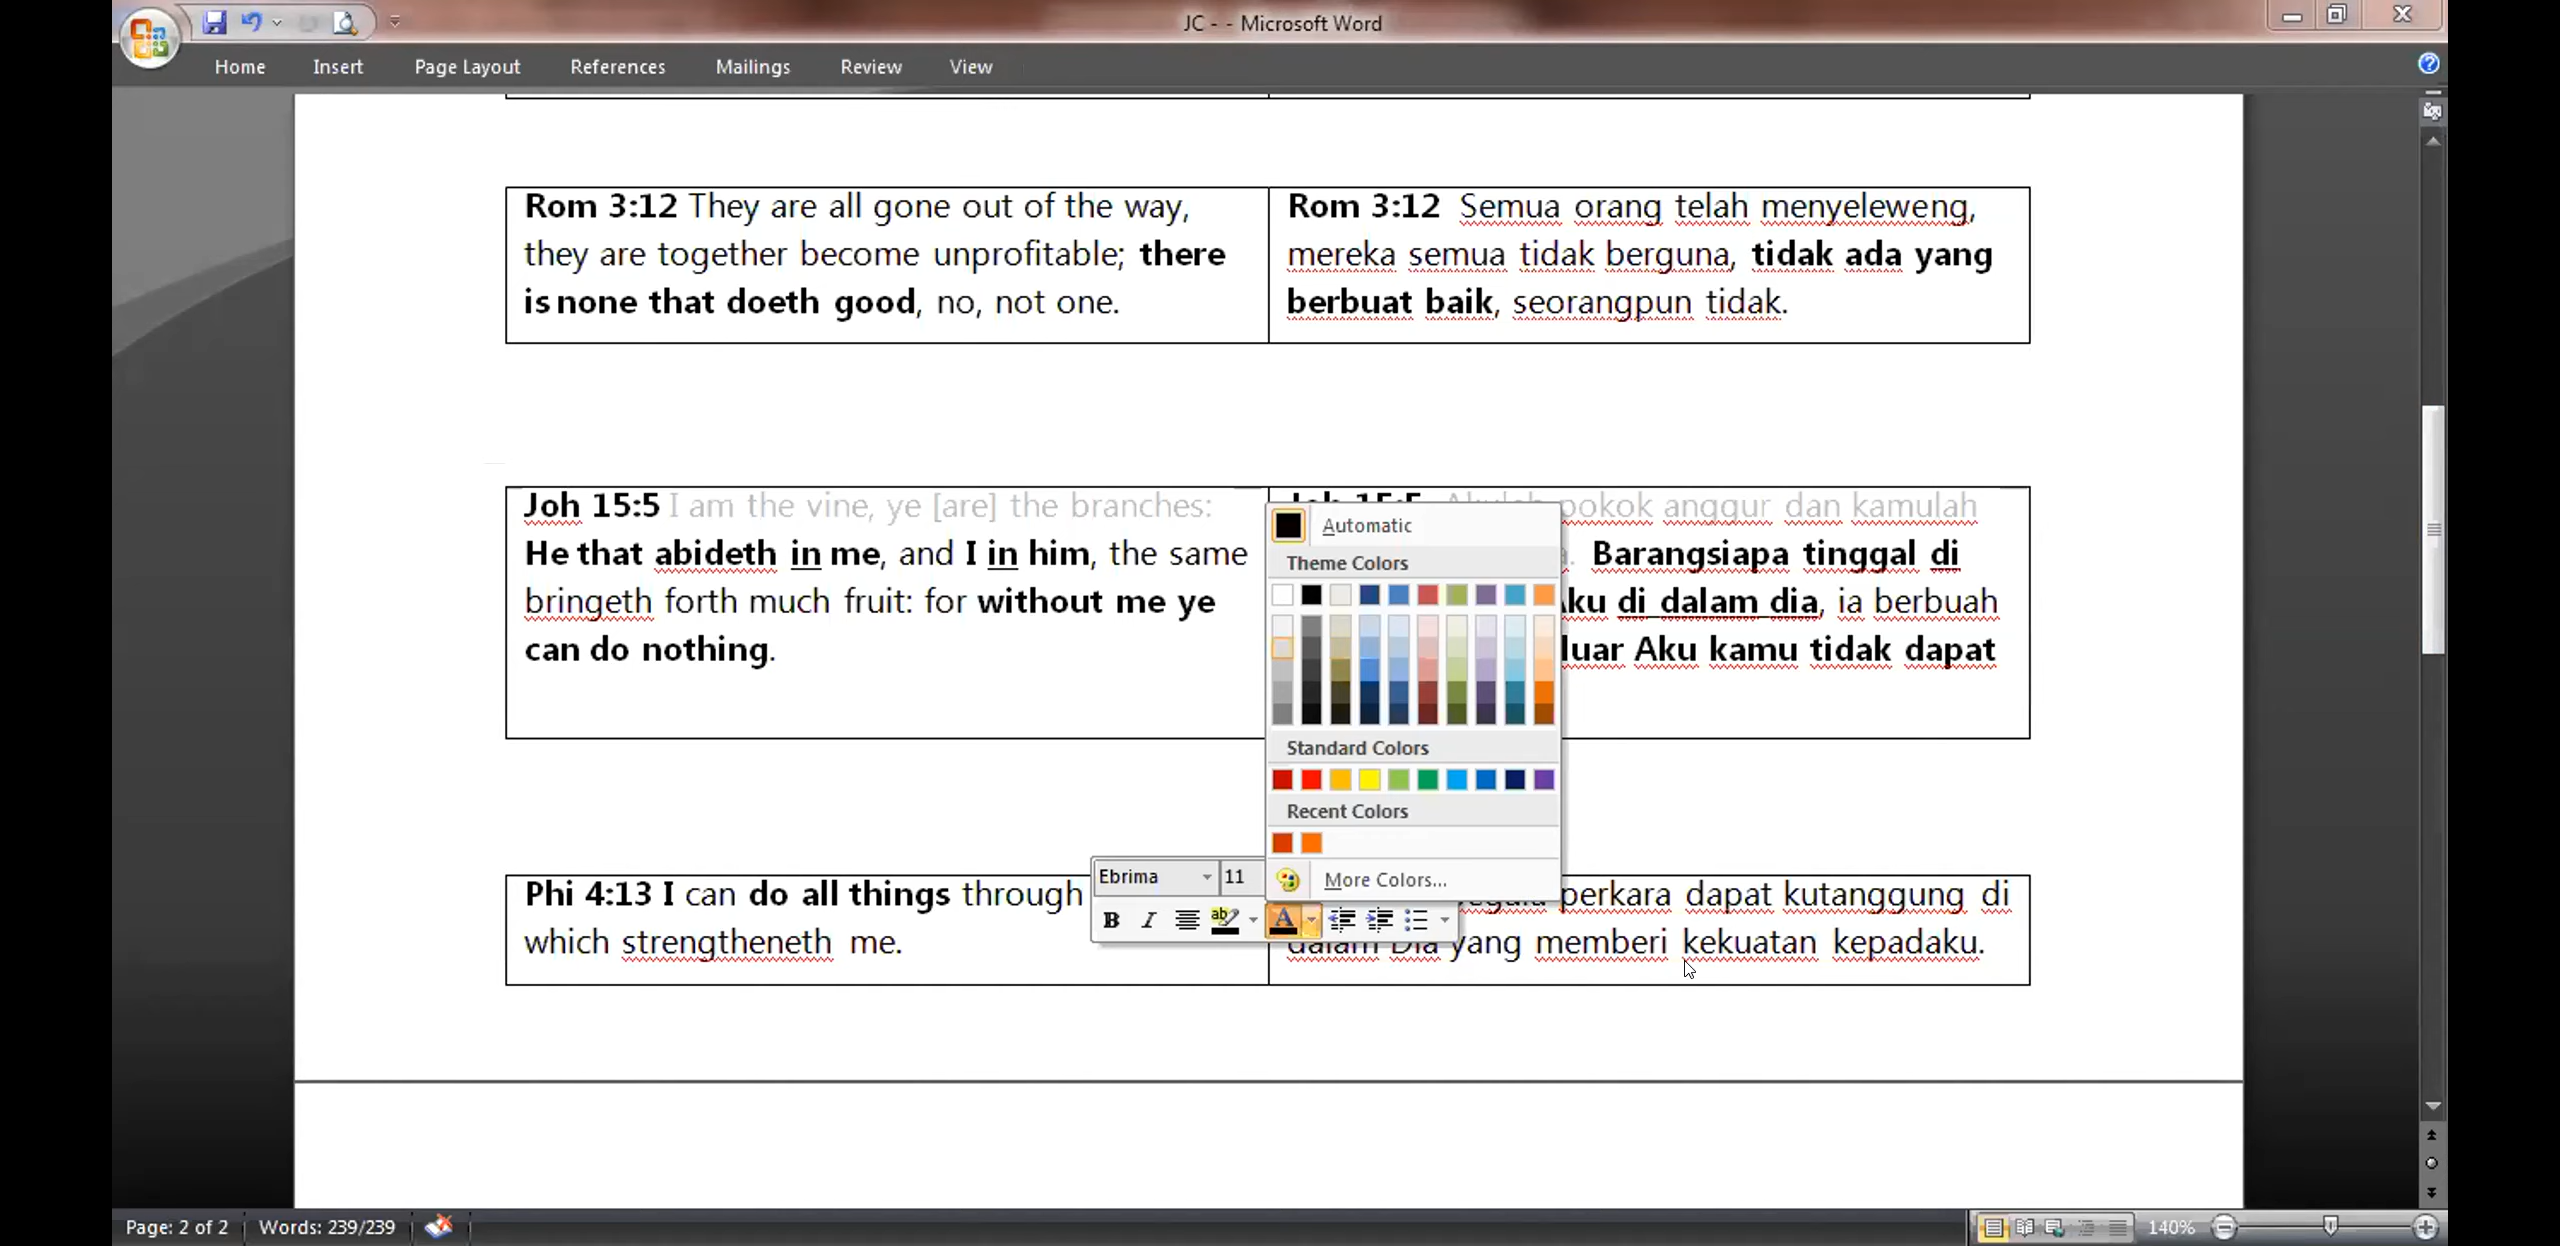 JC - - Microsoft Word
Home Insert Page Layout References Mailings Review View
Rom 3:12 They are all gone out of the way,
they are together become unprofitable; there
is none that doeth good, no, not one.
Rom 3:12 Semua orang telah menyeleweng,
mereka semua tidak berguna, tidak ada yang
berbuat baik, seorangpun tidak.
Joh 15:5 I am the vine, ye [are] the branches:
He that abideth in me, and I in him, the same
bringeth forth much fruit: for without me ye
can do nothing.
pokok anggur dan kamulah
Barangsiapa tinggal di
di dalam dia, ia berbuah
Aku kamu tidak dapat
Automatic
Theme Colors
Standard Colors
Recent Colors
More Colors...
Ebrima 11
B I A
Phi 4:13 I can do all things through
which strengtheneth me.
perkara dapat kutanggung di
dalam Dia yang memberi kekuatan kepadaku.
Page: 2 of 2 Words: 239/239 140%